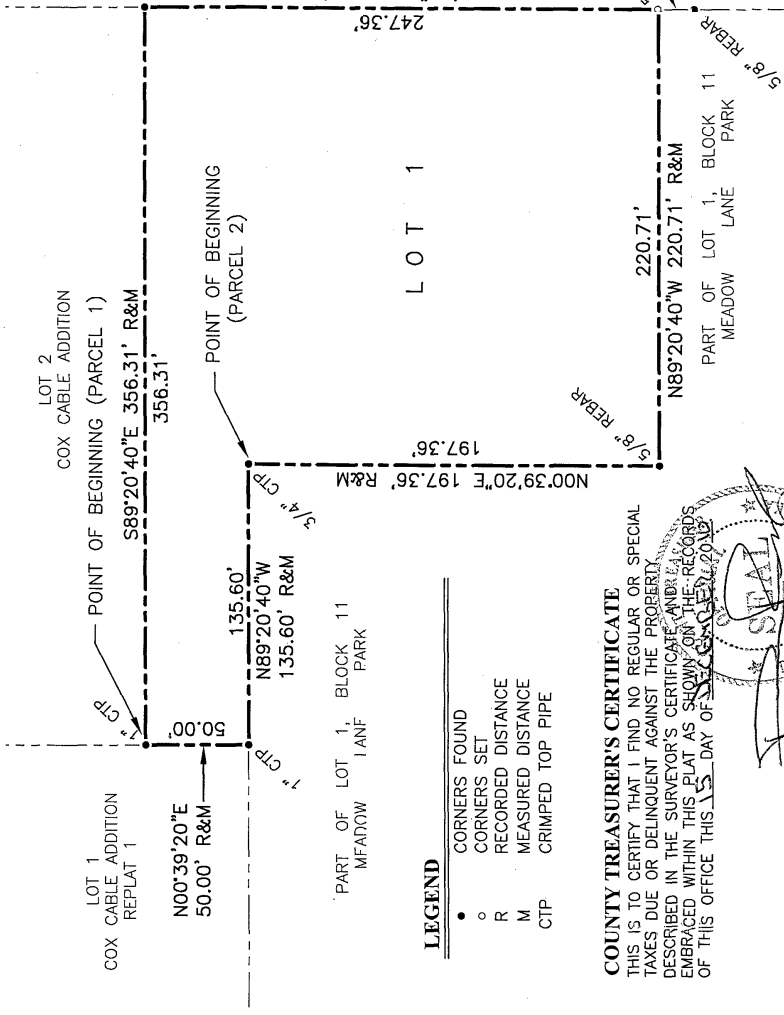 LOT 2
COX CABLE ADDITION
LOT 1
COX CABLE ADDITION
REPLAT 1
POINT OF BEGINNING (PARCEL 1)
S89°20'40"E 356.31' R&M
356.31'
1" CTP
N00°39'20"E
50.00' R&M
50.00'
1" CTP
135.60'
N89°20'40"W
135.60' R&M
3/4" CTP
POINT OF BEGINNING
(PARCEL 2)
247.36'
LOT 1
197.36'
N00°39'20"E 197.36' R&M
5/8" REBAR
220.71'
N89°20'40"W 220.71' R&M
5/8" REBAR
PART OF LOT 1, BLOCK 11
MEADOW LANE PARK
PART OF LOT 1, BLOCK 11
MEADOW LANE PARK
LEGEND
● CORNERS FOUND
○ CORNERS SET
R RECORDED DISTANCE
M MEASURED DISTANCE
CTP CRIMPED TOP PIPE
COUNTY TREASURER'S CERTIFICATE
THIS IS TO CERTIFY THAT I FIND NO REGULAR OR SPECIAL
TAXES DUE OR DELINQUENT AGAINST THE PROPERTY
DESCRIBED IN THE SURVEYOR'S CERTIFICATE AND
EMBRACED WITHIN THIS PLAT AS SHOWN ON THE RECORDS
OF THIS OFFICE THIS 15 DAY OF DECEMBER, 20
SEAL